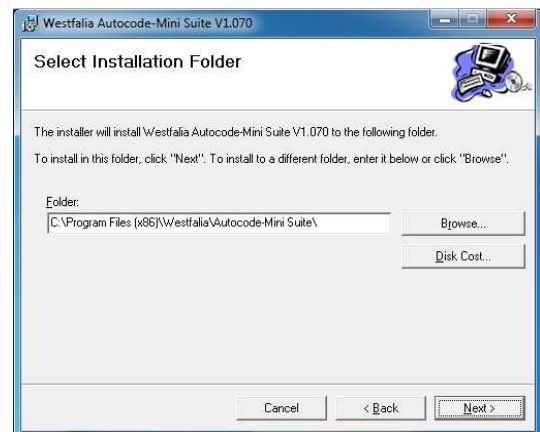 Westfalia Autocode-Mini Suite V1.070
Select Installation Folder
The installer will install Westfalia Autocode-Mini Suite V1.070 to the following folder.
To install in this folder, click "Next". To install to a different folder, enter it below or click "Browse".
Folder:
C:\Program Files (x86)\Westfalia\Autocode-Mini Suite\
Browse...
Disk Cost...
Cancel
< Back
Next >